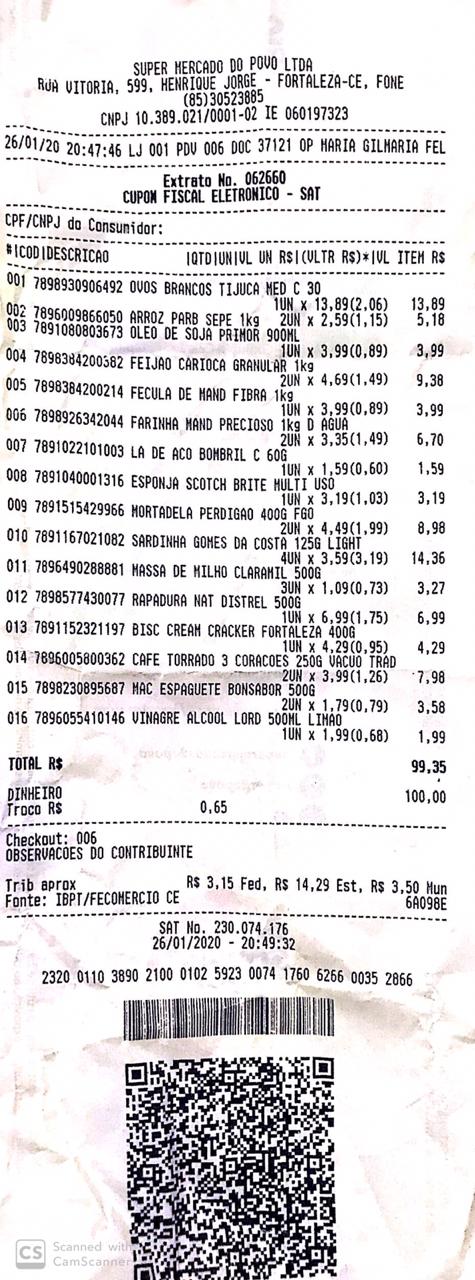 SUPER MERCADO DO POVO LTDA
RUA VITORIA, 599, HENRIQUE JORGE - FORTALEZA-CE, FONE
(85)30523885
CNPJ 10.389.021/0001-02 IE 060197323
26/01/20 20:47:46 LJ 001 PDV 006 DOC 37121 OP MARIA GILMARIA FEL
Extrato No. 062660
CUPOM FISCAL ELETRONICO - SAT
CPF/CNPJ do Consumidor:
#|COD|DESCRICAO |QTD|UN|VL UN R$|(VLTR R$)*|VL ITEM R$
001 7898930906492 OVOS BRANCOS TIJUCA MED C 30
1UN x 13,89(2,06) 13,89
002 7896009866050 ARROZ PARB SEPE 1kg 2UN x 2,59(1,15) 5,18
003 7891080803673 OLEO DE SOJA PRIMOR 900ML
1UN x 3,99(0,89) 3,99
004 7898384200382 FEIJAO CARIOCA GRANULAR 1kg
2UN x 4,69(1,49) 9,38
005 7898384200214 FECULA DE MAND FIBRA 1kg
1UN x 3,99(0,89) 3,99
006 7898926342044 FARINHA MAND PRECIOSO 1kg D AGUA
2UN x 3,35(1,49) 6,70
007 7891022101003 LA DE ACO BOMBRIL C 60G
1UN x 1,59(0,60) 1,59
008 7891040001316 ESPONJA SCOTCH BRITE MULTI USO
1UN x 3,19(1,03) 3,19
009 7891515429966 MORTADELA PERDIGAO 400G FGO
2UN x 4,49(1,99) 8,98
010 7891167021082 SARDINHA GOMES DA COSTA 125G LIGHT
4UN x 3,59(3,19) 14,36
011 7896490288881 MASSA DE MILHO CLARAMIL 500G
3UN x 1,09(0,73) 3,27
012 7898577430077 RAPADURA NAT DISTREL 500G
1UN x 6,99(1,75) 6,99
013 7891152321197 BISC CREAM CRACKER FORTALEZA 400G
1UN x 4,29(0,95) 4,29
014 7896005800362 CAFE TORRADO 3 CORACOES 250G VACUO TRAD
2UN x 3,99(1,26) 7,98
015 7898230895687 MAC ESPAGUETE BONSABOR 500G
2UN x 1,79(0,79) 3,58
016 7896055410146 VINAGRE ALCOOL LORD 500ML LIMAO
1UN x 1,99(0,68) 1,99
TOTAL R$ 99,35
DINHEIRO 100,00
Troco R$ 0,65
Checkout: 006
OBSERVACOES DO CONTRIBUINTE
Trib aprox R$ 3,15 Fed, R$ 14,29 Est, R$ 3,50 Mun
Fonte: IBPT/FECOMERCIO CE 6A098E
SAT No. 230.074.176
26/01/2020 - 20:49:32
2320 0110 3890 2100 0102 5923 0074 1760 6266 0035 2866
CS Scanned with
CamScanner